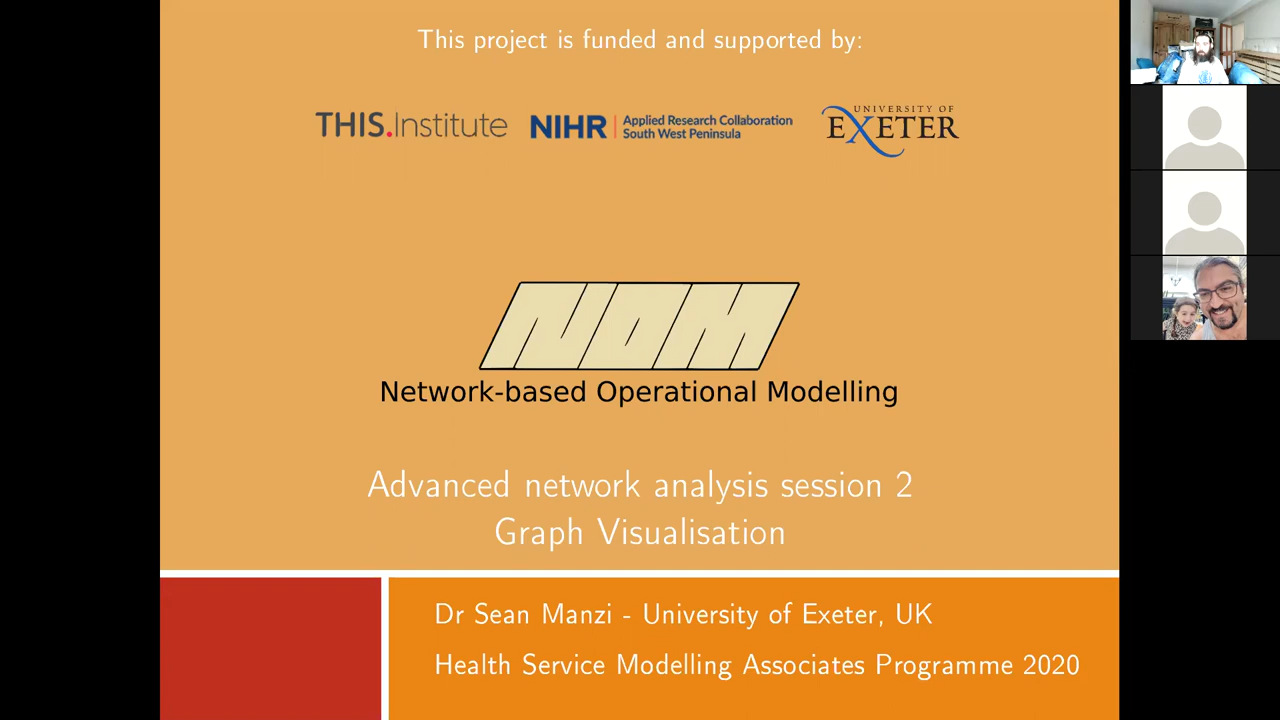 This project is funded and supported by:
THIS.Institute
NIHR | Applied Research Collaboration
South West Peninsula
UNIVERSITY OF
EXETER
NOM
Network-based Operational Modelling
Advanced network analysis session 2
Graph Visualisation
Dr Sean Manzi - University of Exeter, UK
Health Service Modelling Associates Programme 2020